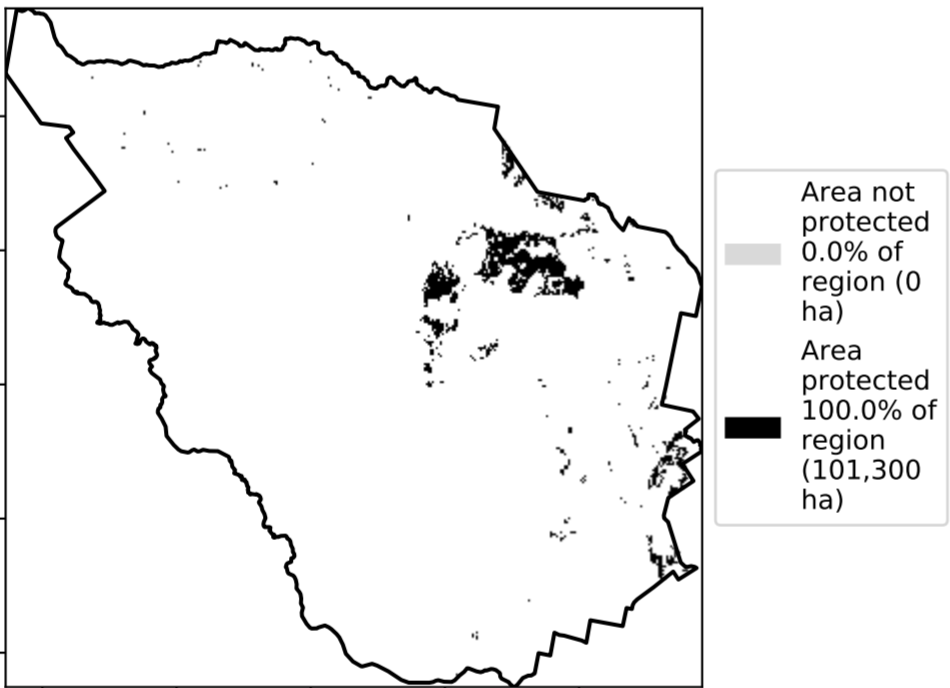 Area not
protected
0.0% of
region (0
ha)
Area
protected
100.0% of
region
(101,300
ha)